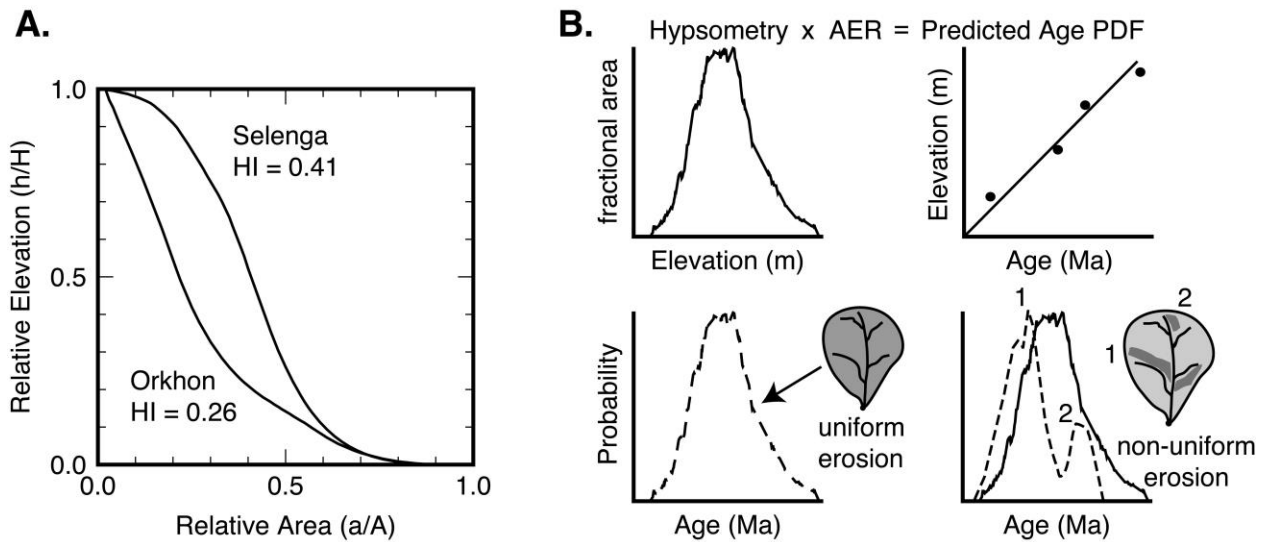 A.
Relative Elevation (h/H)
1.0
0.5
0.0
Selenga
HI = 0.41
Orkhon
HI = 0.26
0.0
0.5
1.0
Relative Area (a/A)
B.
Hypsometry x AER = Predicted Age PDF
fractional area
Elevation (m)
Elevation (m)
Age (Ma)
Probability
uniform
erosion
Age (Ma)
1
2
1
2
non-uniform
erosion
Age (Ma)